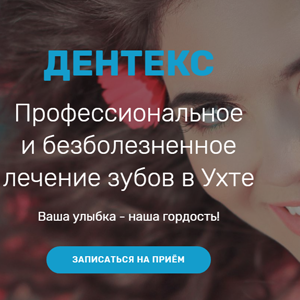 ДЕНТЕКС
Профессиональное
и безболезненное
лечение зубов в Ухте
Ваша улыбка - наша гордость!
ЗАПИСАТЬСЯ НА ПРИЁМ